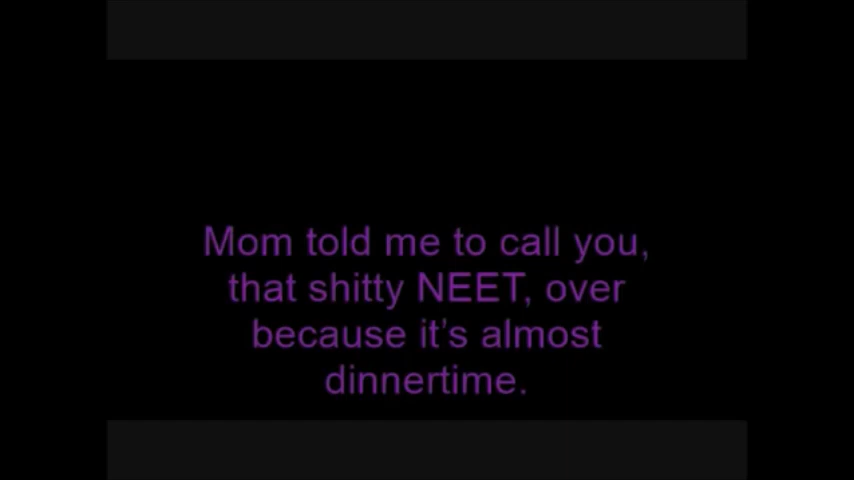 Mom told me to call you,
that shitty NEET, over
because it’s almost
dinnertime.